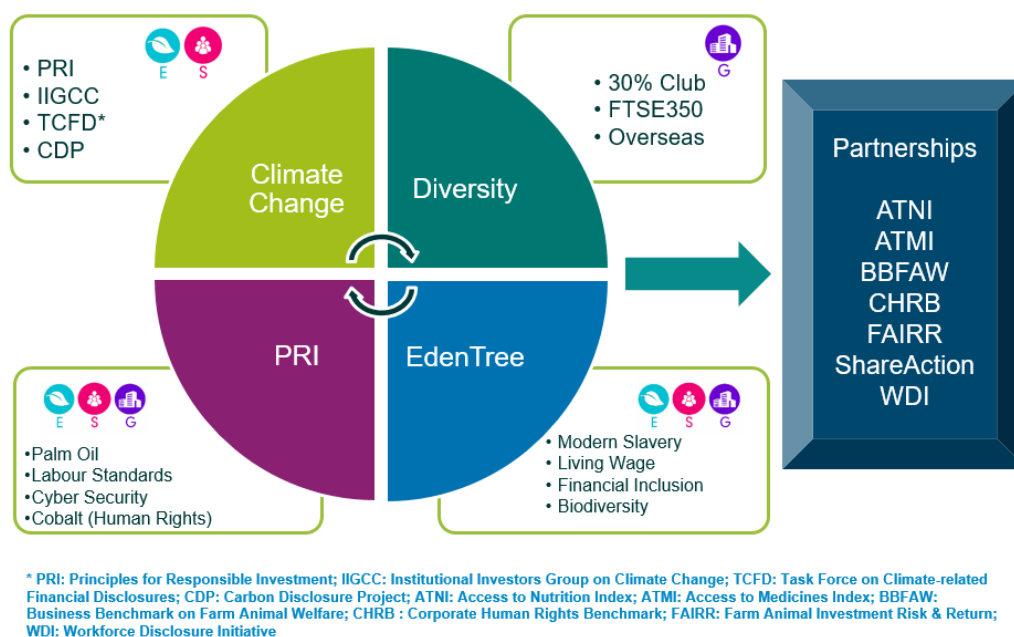 E S
• PRI
• IIGCC
• TCFD*
• CDP
Climate
Change
G
• 30% Club
• FTSE350
• Overseas
Diversity
PRI
E S G
•Palm Oil
•Labour Standards
•Cyber Security
•Cobalt (Human Rights)
EdenTree
E S G
• Modern Slavery
• Living Wage
• Financial Inclusion
• Biodiversity
Partnerships
ATNI
ATMI
BBFAW
CHRB
FAIRR
ShareAction
WDI
* PRI: Principles for Responsible Investment; IIGCC: Institutional Investors Group on Climate Change; TCFD: Task Force on Climate-related
Financial Disclosures; CDP: Carbon Disclosure Project; ATNI: Access to Nutrition Index; ATMI: Access to Medicines Index; BBFAW:
Business Benchmark on Farm Animal Welfare; CHRB : Corporate Human Rights Benchmark; FAIRR: Farm Animal Investment Risk & Return;
WDI: Workforce Disclosure Initiative